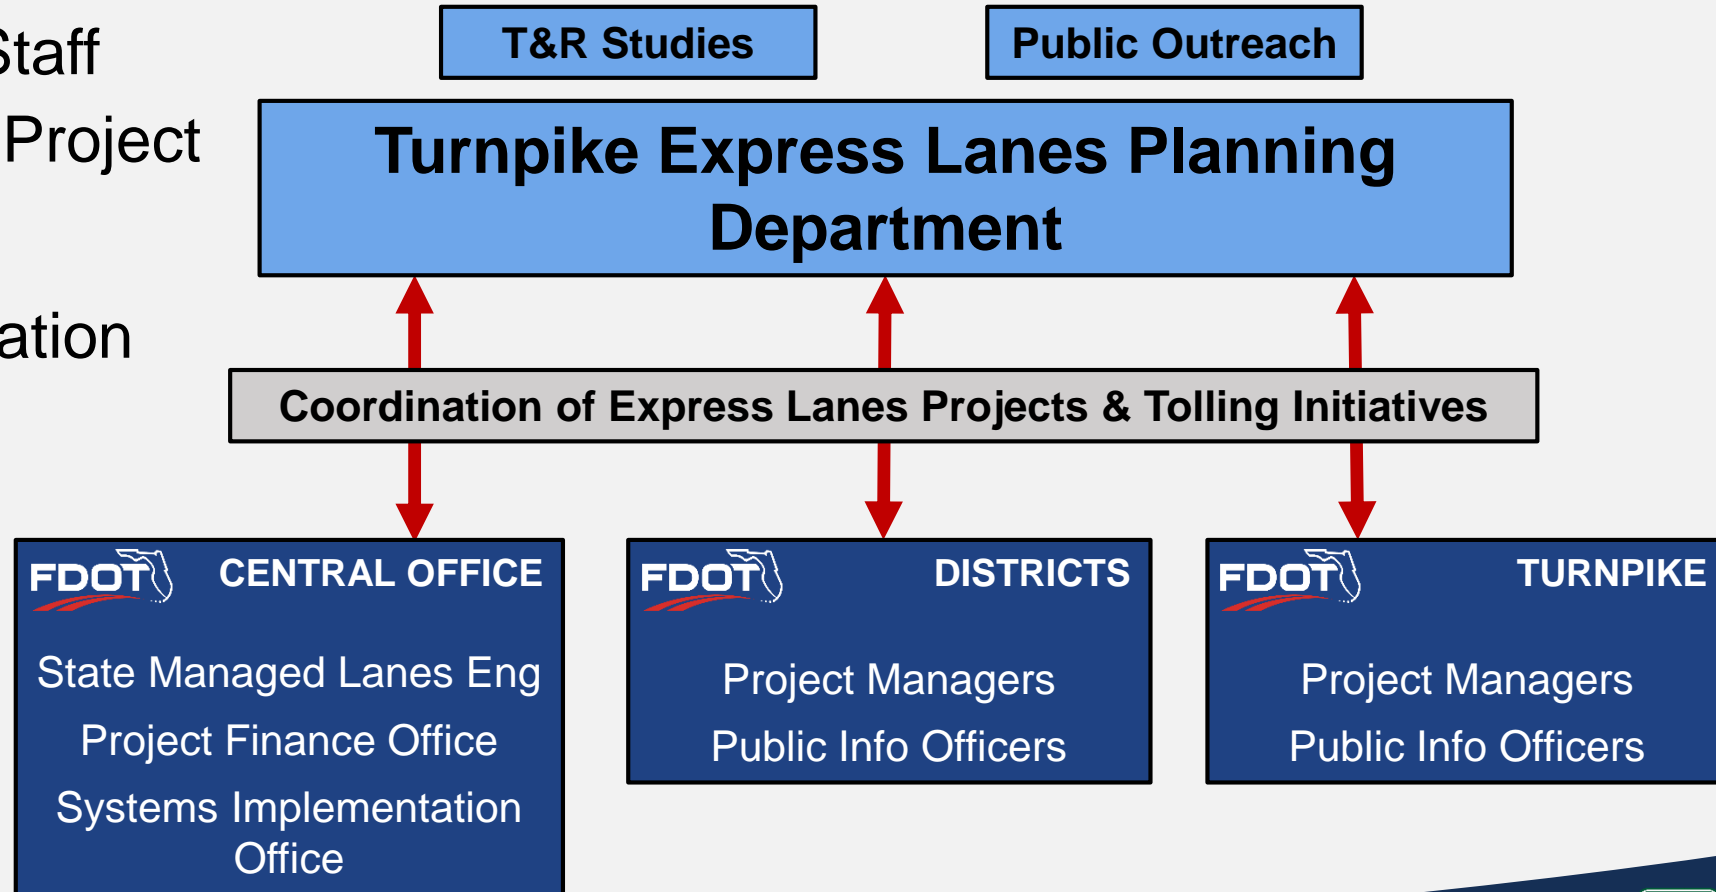 Staff
Project
ation
T&R Studies
Public Outreach
Turnpike Express Lanes Planning
Department
Coordination of Express Lanes Projects & Tolling Initiatives
FDOT
CENTRAL OFFICE
State Managed Lanes Eng
Project Finance Office
Systems Implementation
Office
FDOT
DISTRICTS
Project Managers
Public Info Officers
FDOT
TURNPIKE
Project Managers
Public Info Officers